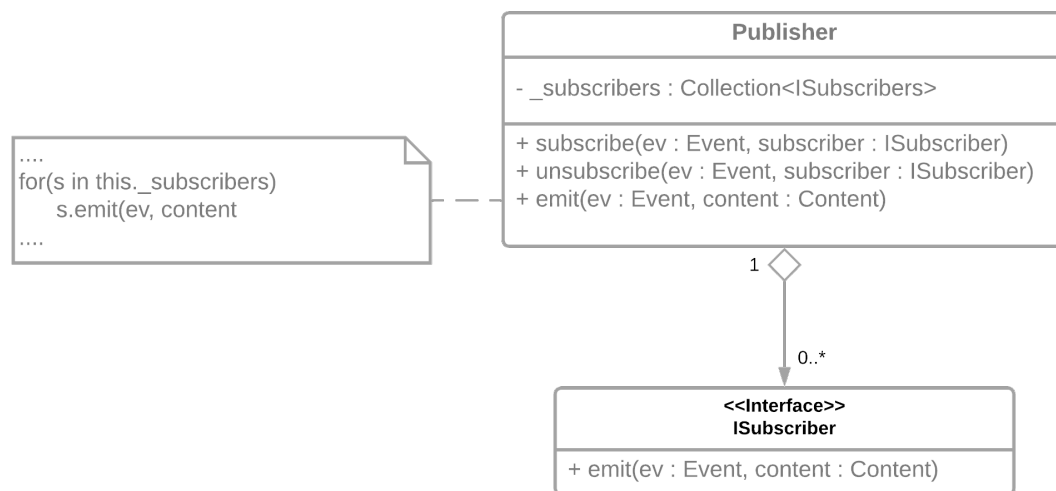 Publisher
- _subscribers : Collection<ISubscribers>
+ subscribe(ev : Event, subscriber : ISubscriber)
+ unsubscribe(ev : Event, subscriber : ISubscriber)
+ emit(ev : Event, content : Content)
....
for(s in this._subscribers)
s.emit(ev, content
....
1
0..*
<<Interface>>
ISubscriber
+ emit(ev : Event, content : Content)